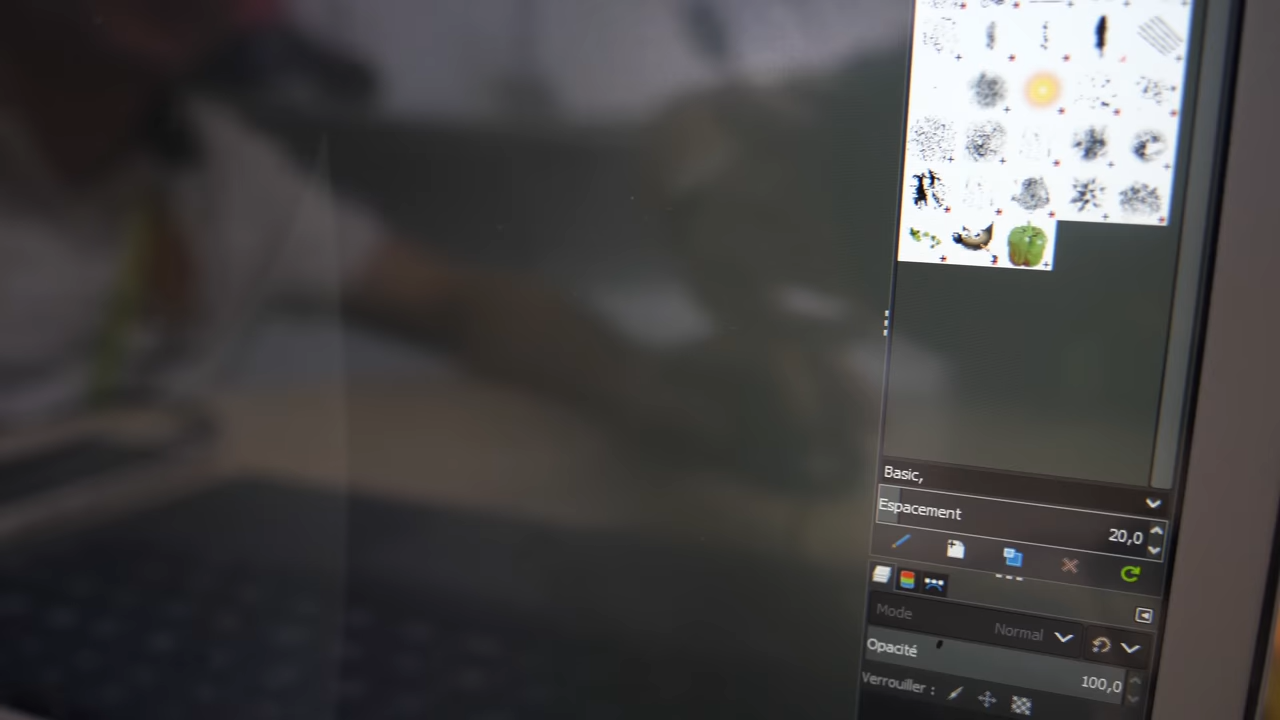 Basic,
Espacement
20,0
Mode
Normal
Opacité
100,0
Verrouiller :